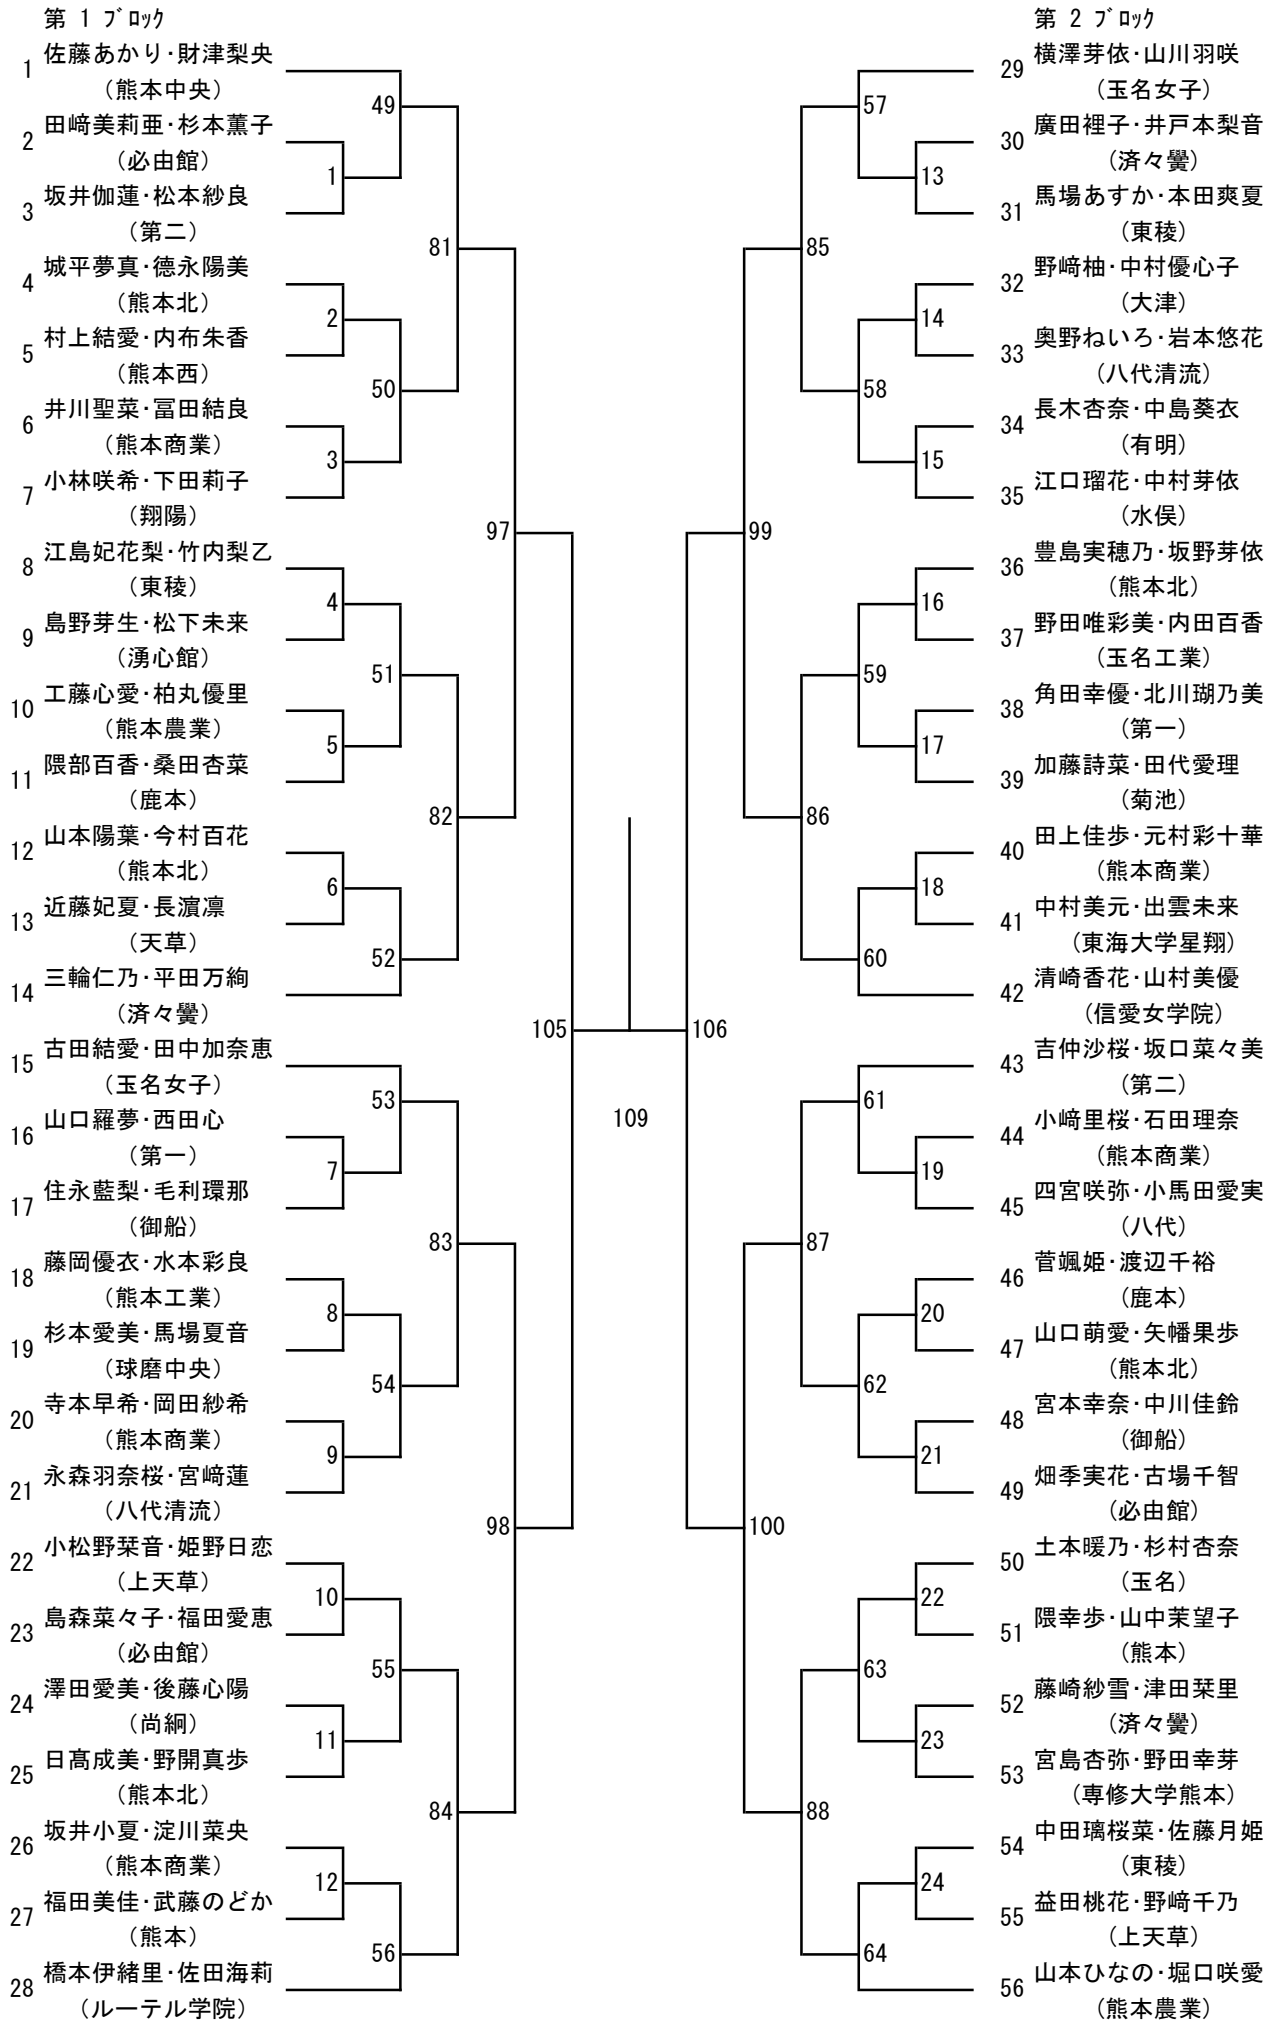 第 1 ブロック
1 佐藤あかり・財津梨央
(熊本中央)
2 田﨑美莉亜・杉本薫子
(必由館)
3 坂井伽蓮・松本紗良
(第二)
4 城平夢真・德永陽美
(熊本北)
5 村上結愛・内布朱香
(熊本西)
6 井川聖菜・冨田結良
(熊本商業)
7 小林咲希・下田莉子
(翔陽)
8 江島妃花梨・竹内梨乙
(東稜)
9 島野芽生・松下未来
(湧心館)
10 工藤心愛・柏丸優里
(熊本農業)
11 隈部百香・桑田杏菜
(鹿本)
12 山本陽葉・今村百花
(熊本北)
13 近藤妃夏・長濵凛
(天草)
14 三輪仁乃・平田万絢
(済々黌)
15 古田結愛・田中加奈恵
(玉名女子)
16 山口羅夢・西田心
(第一)
17 住永藍梨・毛利環那
(御船)
18 藤岡優衣・水本彩良
(熊本工業)
19 杉本愛美・馬場夏音
(球磨中央)
20 寺本早希・岡田紗希
(熊本商業)
21 永森羽奈桜・宮﨑蓮
(八代清流)
22 小松野栞音・姫野日恋
(上天草)
23 島森菜々子・福田愛恵
(必由館)
24 澤田愛美・後藤心陽
(尚絅)
25 日髙成美・野開真歩
(熊本北)
26 坂井小夏・淀川菜央
(熊本商業)
27 福田美佳・武藤のどか
(熊本)
28 橋本伊緒里・佐田海莉
(ルーテル学院)
49
1
81
2
50
3
97
4
51
5
82
6
52
105
53
7
83
8
54
9
98
10
55
11
84
12
56
109
57
13
85
14
58
15
99
16
59
17
86
18
60
106
61
19
87
20
62
21
100
22
63
23
88
24
64
第 2 ブロック
29 横澤芽依・山川羽咲
(玉名女子)
30 廣田裡子・井戸本梨音
(済々黌)
31 馬場あすか・本田爽夏
(東稜)
32 野﨑柚・中村優心子
(大津)
33 奥野ねいろ・岩本悠花
(八代清流)
34 長木杏奈・中島葵衣
(有明)
35 江口瑠花・中村芽依
(水俣)
36 豊島実穂乃・坂野芽依
(熊本北)
37 野田唯彩美・内田百香
(玉名工業)
38 角田幸優・北川瑚乃美
(第一)
39 加藤詩菜・田代愛理
(菊池)
40 田上佳歩・元村彩十華
(熊本商業)
41 中村美元・出雲未来
(東海大学星翔)
42 清崎香花・山村美優
(信愛女学院)
43 吉仲沙桜・坂口菜々美
(第二)
44 小﨑里桜・石田理奈
(熊本商業)
45 四宮咲弥・小馬田愛実
(八代)
46 菅颯姫・渡辺千裕
(鹿本)
47 山口萌愛・矢幡果歩
(熊本北)
48 宮本幸奈・中川佳鈴
(御船)
49 畑季実花・古場千智
(必由館)
50 土本暖乃・杉村杏奈
(玉名)
51 隈幸歩・山中茉望子
(熊本)
52 藤崎紗雪・津田栞里
(済々黌)
53 宮島杏弥・野田幸芽
(専修大学熊本)
54 中田璃桜菜・佐藤月姫
(東稜)
55 益田桃花・野﨑千乃
(上天草)
56 山本ひなの・堀口咲愛
(熊本農業)